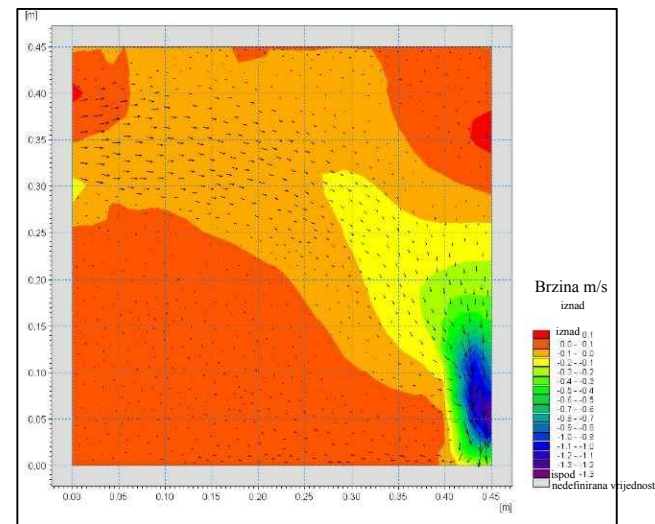 [m]
0.45
0.40
0.35
0.30
0.25
0.20
0.15
0.10
0.05
0.00
0.00 0.05 0.10 0.15 0.20 0.25 0.30 0.35 0.40 0.45
[m]
Brzina m/s
iznad
iznad 0.1
0.0 - 0.1
-0.1 - 0.0
-0.2 - -0.1
-0.3 - -0.2
-0.4 - -0.3
-0.5 - -0.4
-0.6 - -0.5
-0.7 - -0.6
-0.8 - -0.7
-0.9 - -0.8
-1.0 - -0.9
-1.1 - -1.0
-1.2 - -1.1
-1.3 - -1.2
ispod -1.3
nedefinirana vrijednost